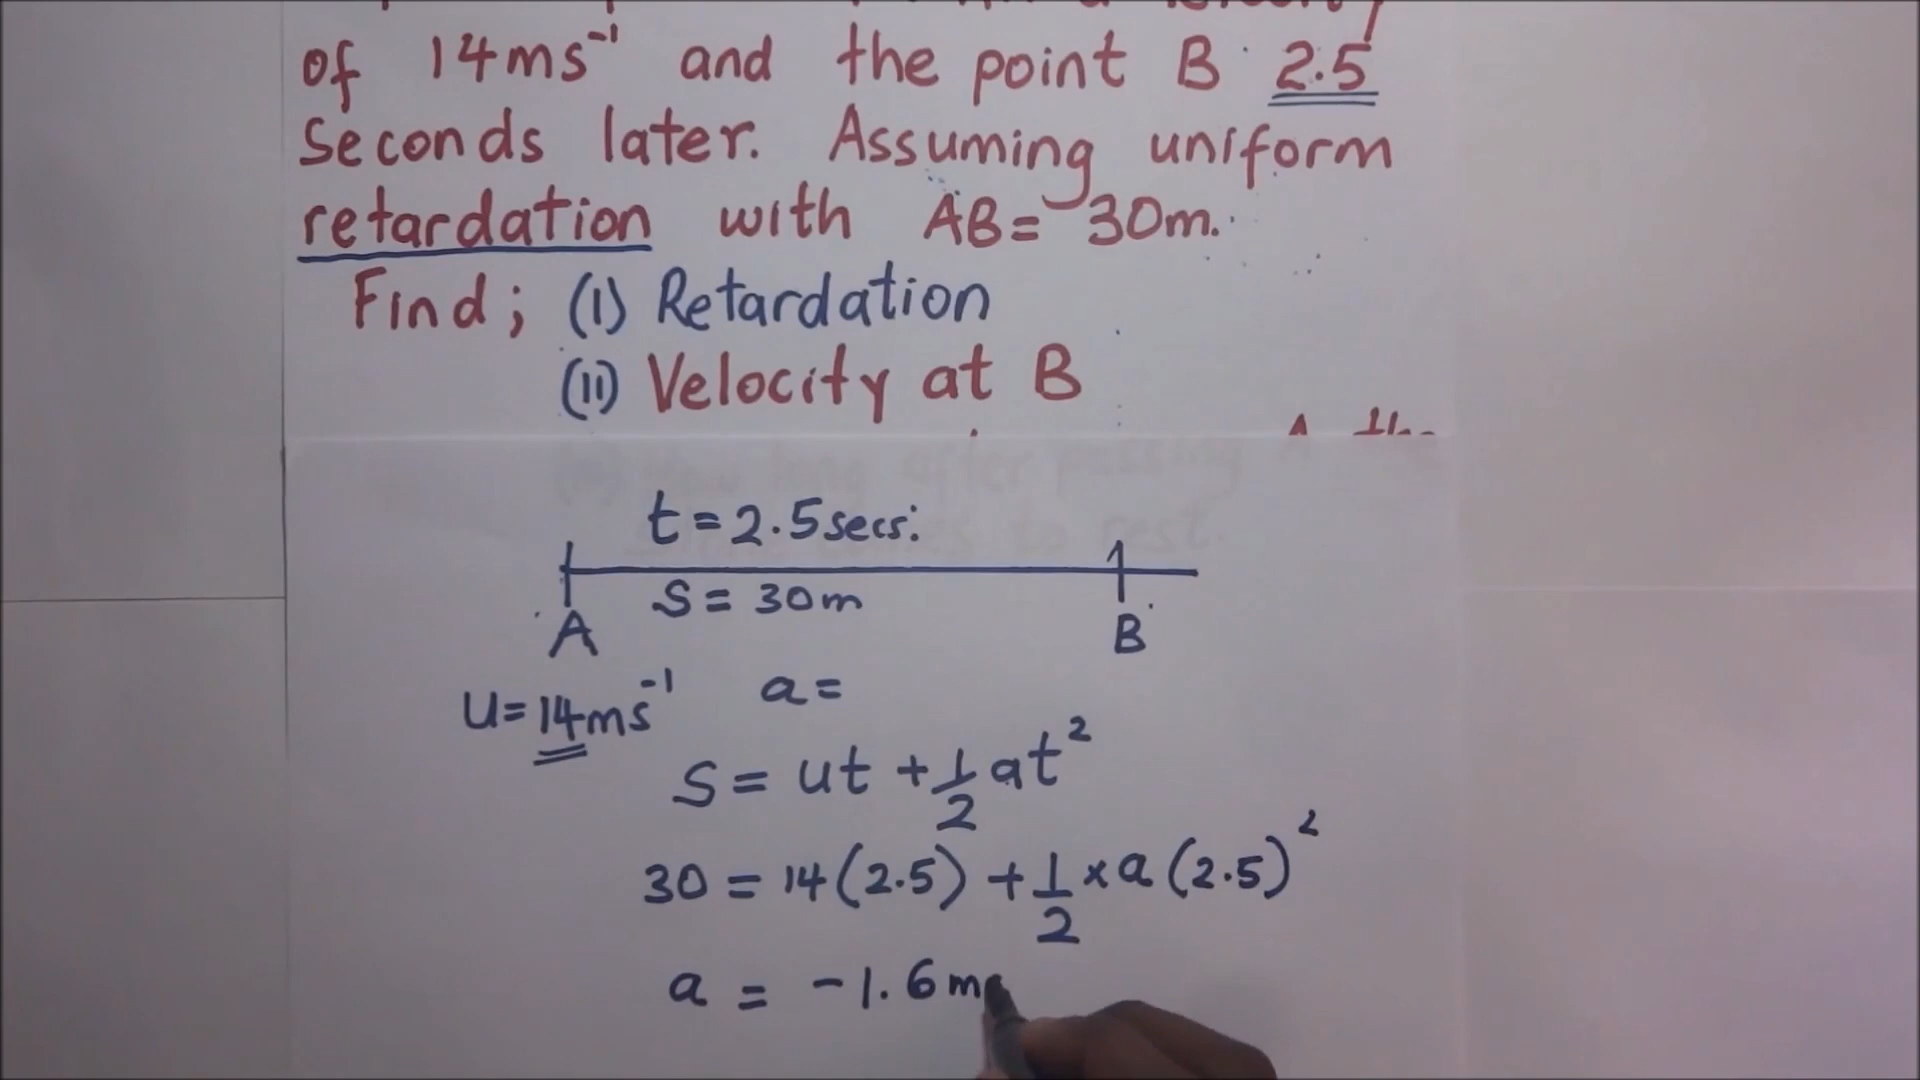 of 14ms⁻¹ and the point B 2.5
Seconds later. Assuming uniform
retardation with AB = 30m.
Find; (I) Retardation
(II) Velocity at B
t = 2.5secs:
S = 30m
A B
U = 14ms⁻¹ a =
S = ut + 1/2 at²
30 = 14(2.5) + 1/2 × a (2.5)²
a = -1.6m